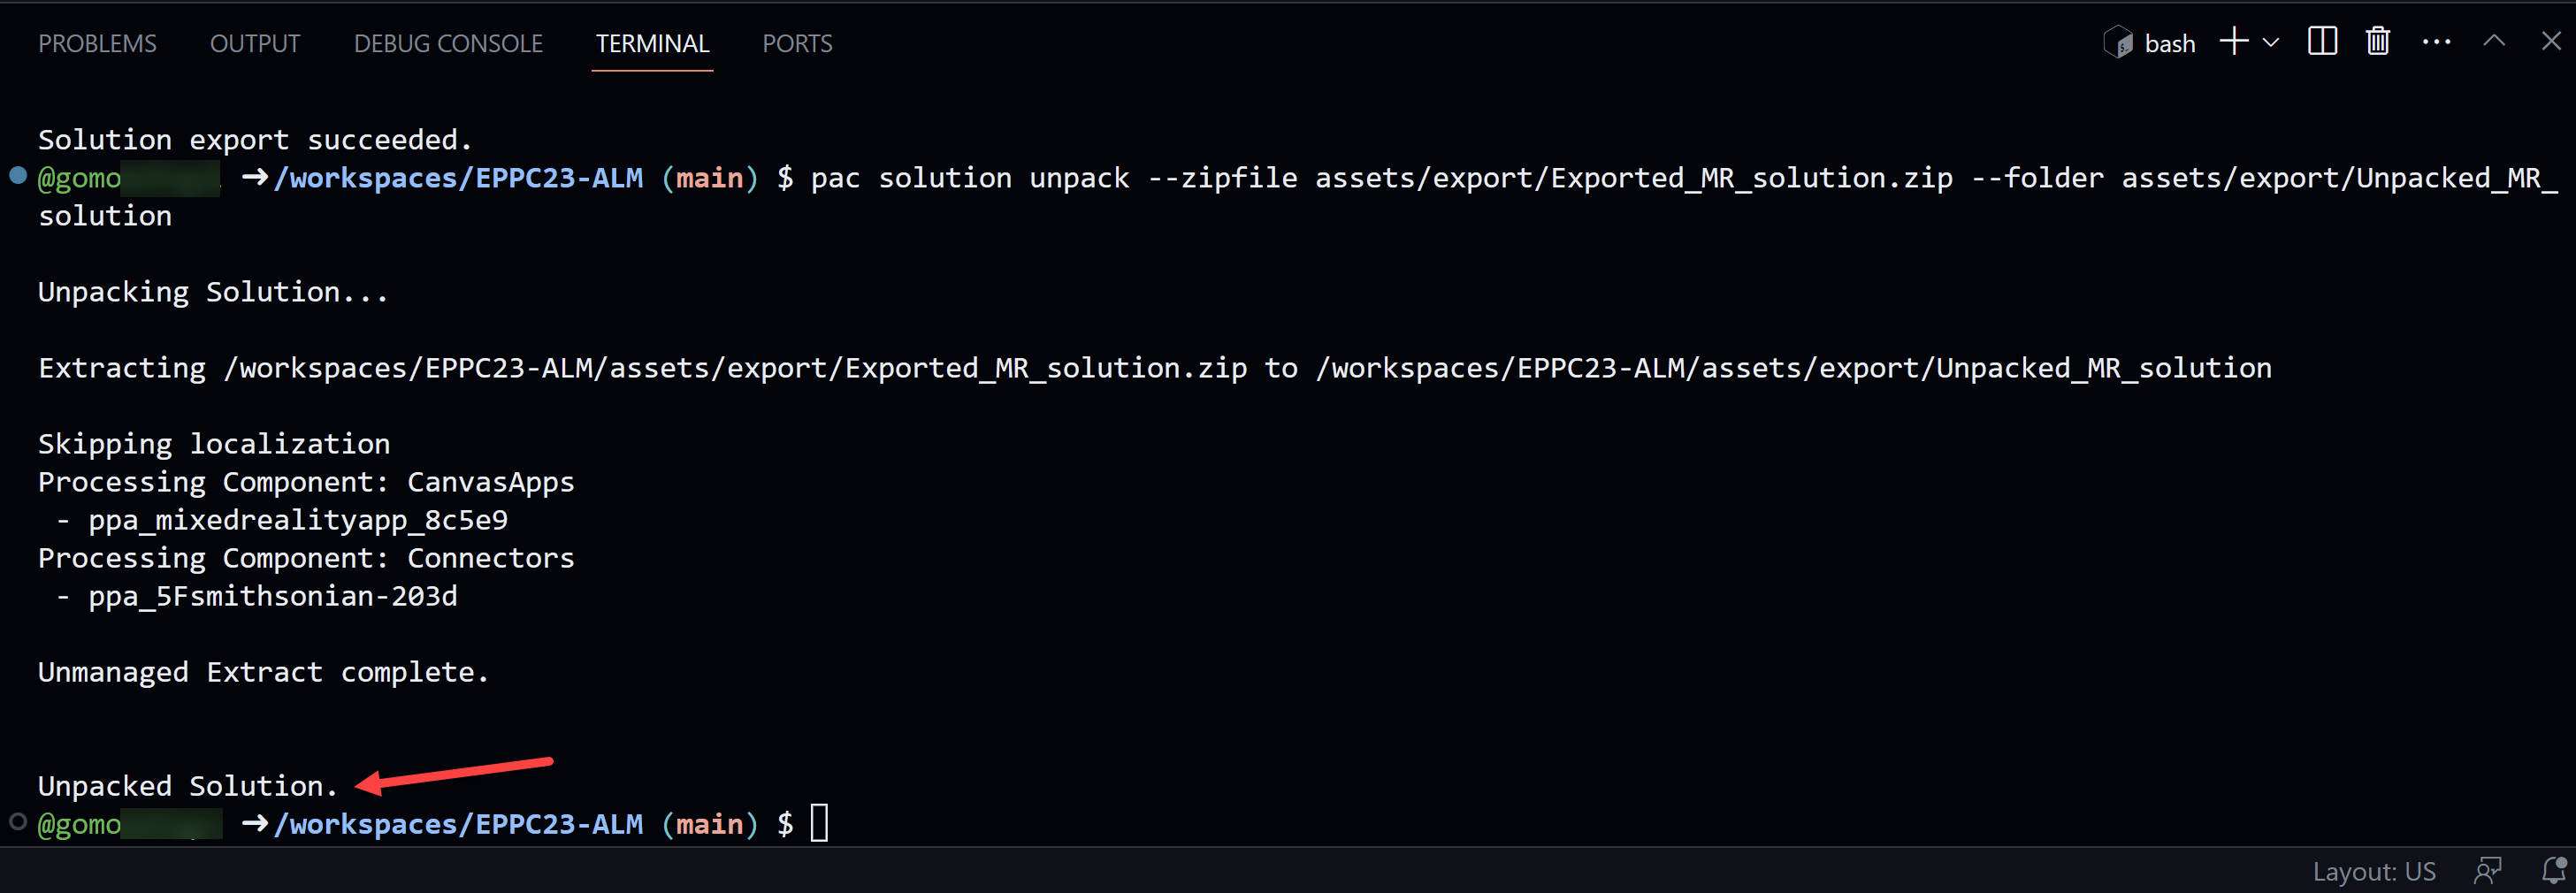 PROBLEMS OUTPUT DEBUG CONSOLE TERMINAL PORTS bash
Solution export succeeded.
@gomo ➜/workspaces/EPPC23-ALM (main) $ pac solution unpack --zipfile assets/export/Exported_MR_solution.zip --folder assets/export/Unpacked_MR_
solution
Unpacking Solution...
Extracting /workspaces/EPPC23-ALM/assets/export/Exported_MR_solution.zip to /workspaces/EPPC23-ALM/assets/export/Unpacked_MR_solution
Skipping localization
Processing Component: CanvasApps
 - ppa_mixedrealityapp_8c5e9
Processing Component: Connectors
 - ppa_5Fsmithsonian-203d
Unmanaged Extract complete.
Unpacked Solution.
@gomo ➜/workspaces/EPPC23-ALM (main) $
Layout: US